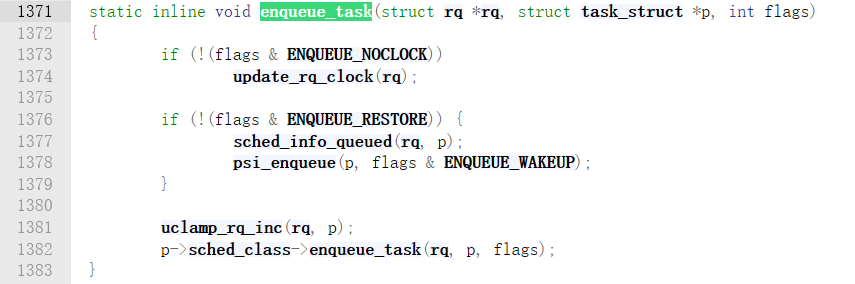 1371 static inline void enqueue_task(struct rq *rq, struct task_struct *p, int flags)
1372 {
1373         if (!(flags & ENQUEUE_NOCLOCK))
1374                 update_rq_clock(rq);
1375
1376         if (!(flags & ENQUEUE_RESTORE)) {
1377                 sched_info_queued(rq, p);
1378                 psi_enqueue(p, flags & ENQUEUE_WAKEUP);
1379         }
1380
1381         uclamp_rq_inc(rq, p);
1382         p->sched_class->enqueue_task(rq, p, flags);
1383 }